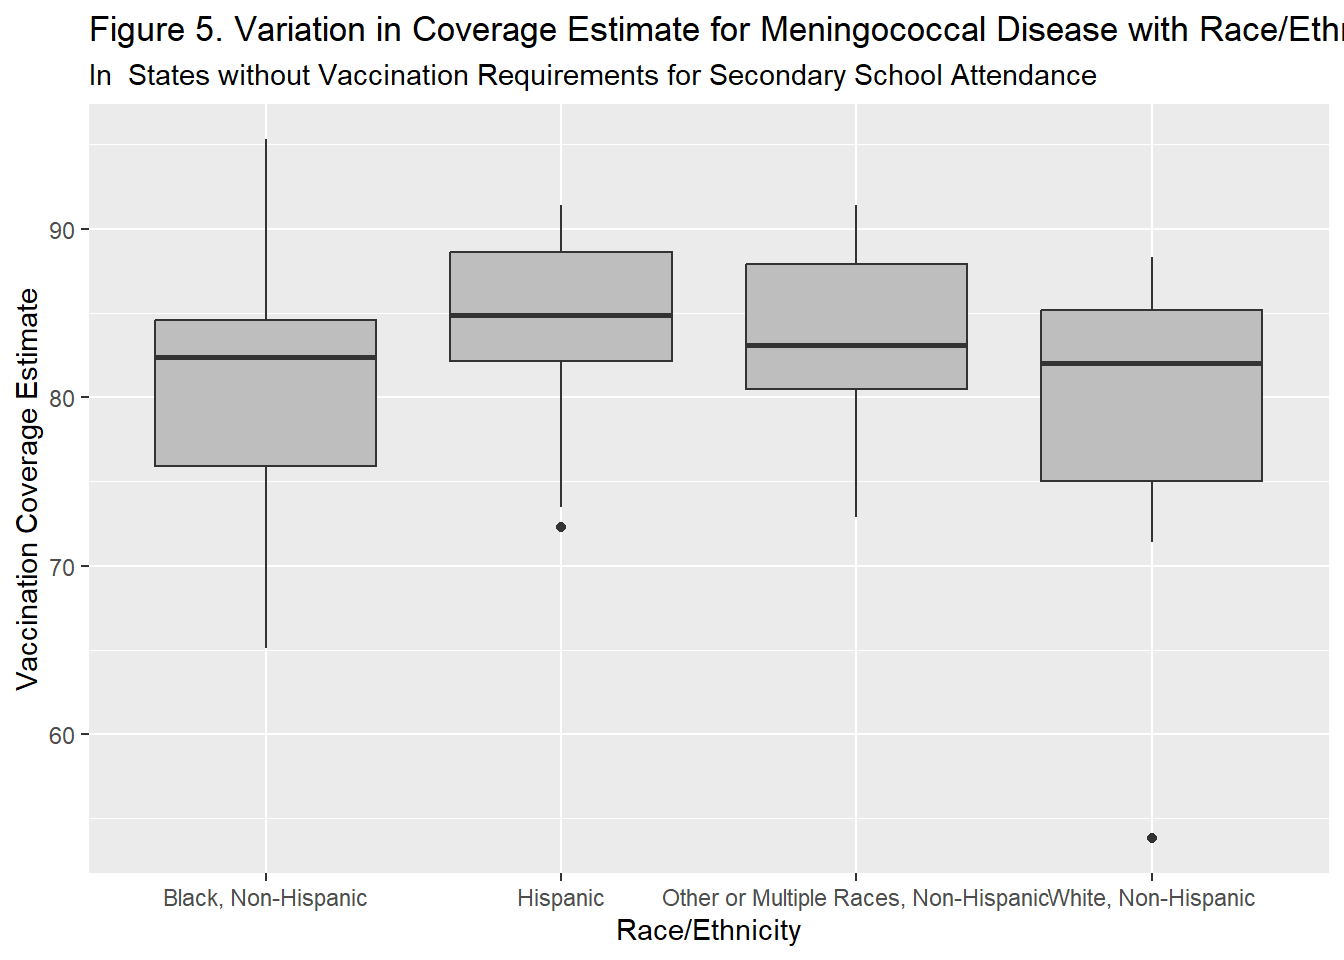 Figure 5. Variation in Coverage Estimate for Meningococcal Disease with Race/Ethn
In  States without Vaccination Requirements for Secondary School Attendance
Vaccination Coverage Estimate
90
80
70
60
Black, Non-Hispanic
Hispanic
Other or Multiple Races, Non-Hispanic
White, Non-Hispanic
Race/Ethnicity